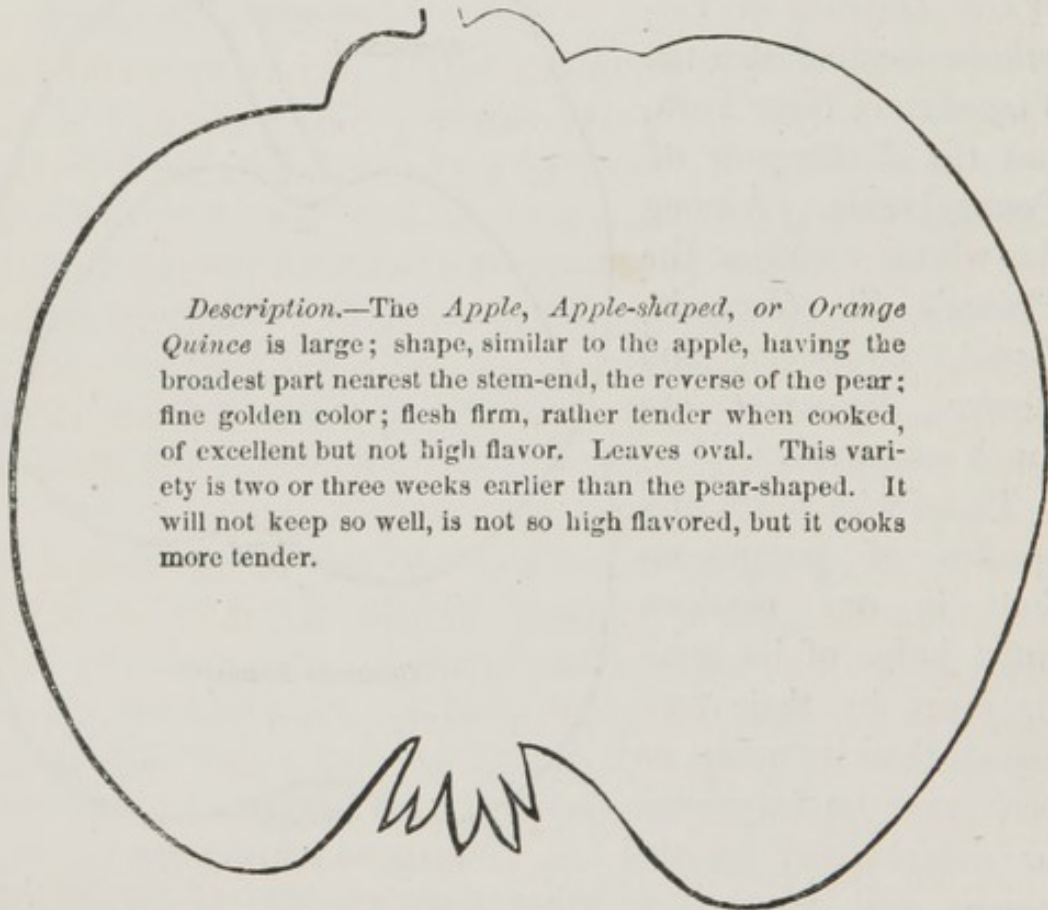 Description.—The Apple, Apple-shaped, or Orange
Quince is large; shape, similar to the apple, having the
broadest part nearest the stem-end, the reverse of the pear;
fine golden color; flesh firm, rather tender when cooked,
of excellent but not high flavor. Leaves oval. This vari-
ety is two or three weeks earlier than the pear-shaped. It
will not keep so well, is not so high flavored, but it cooks
more tender.